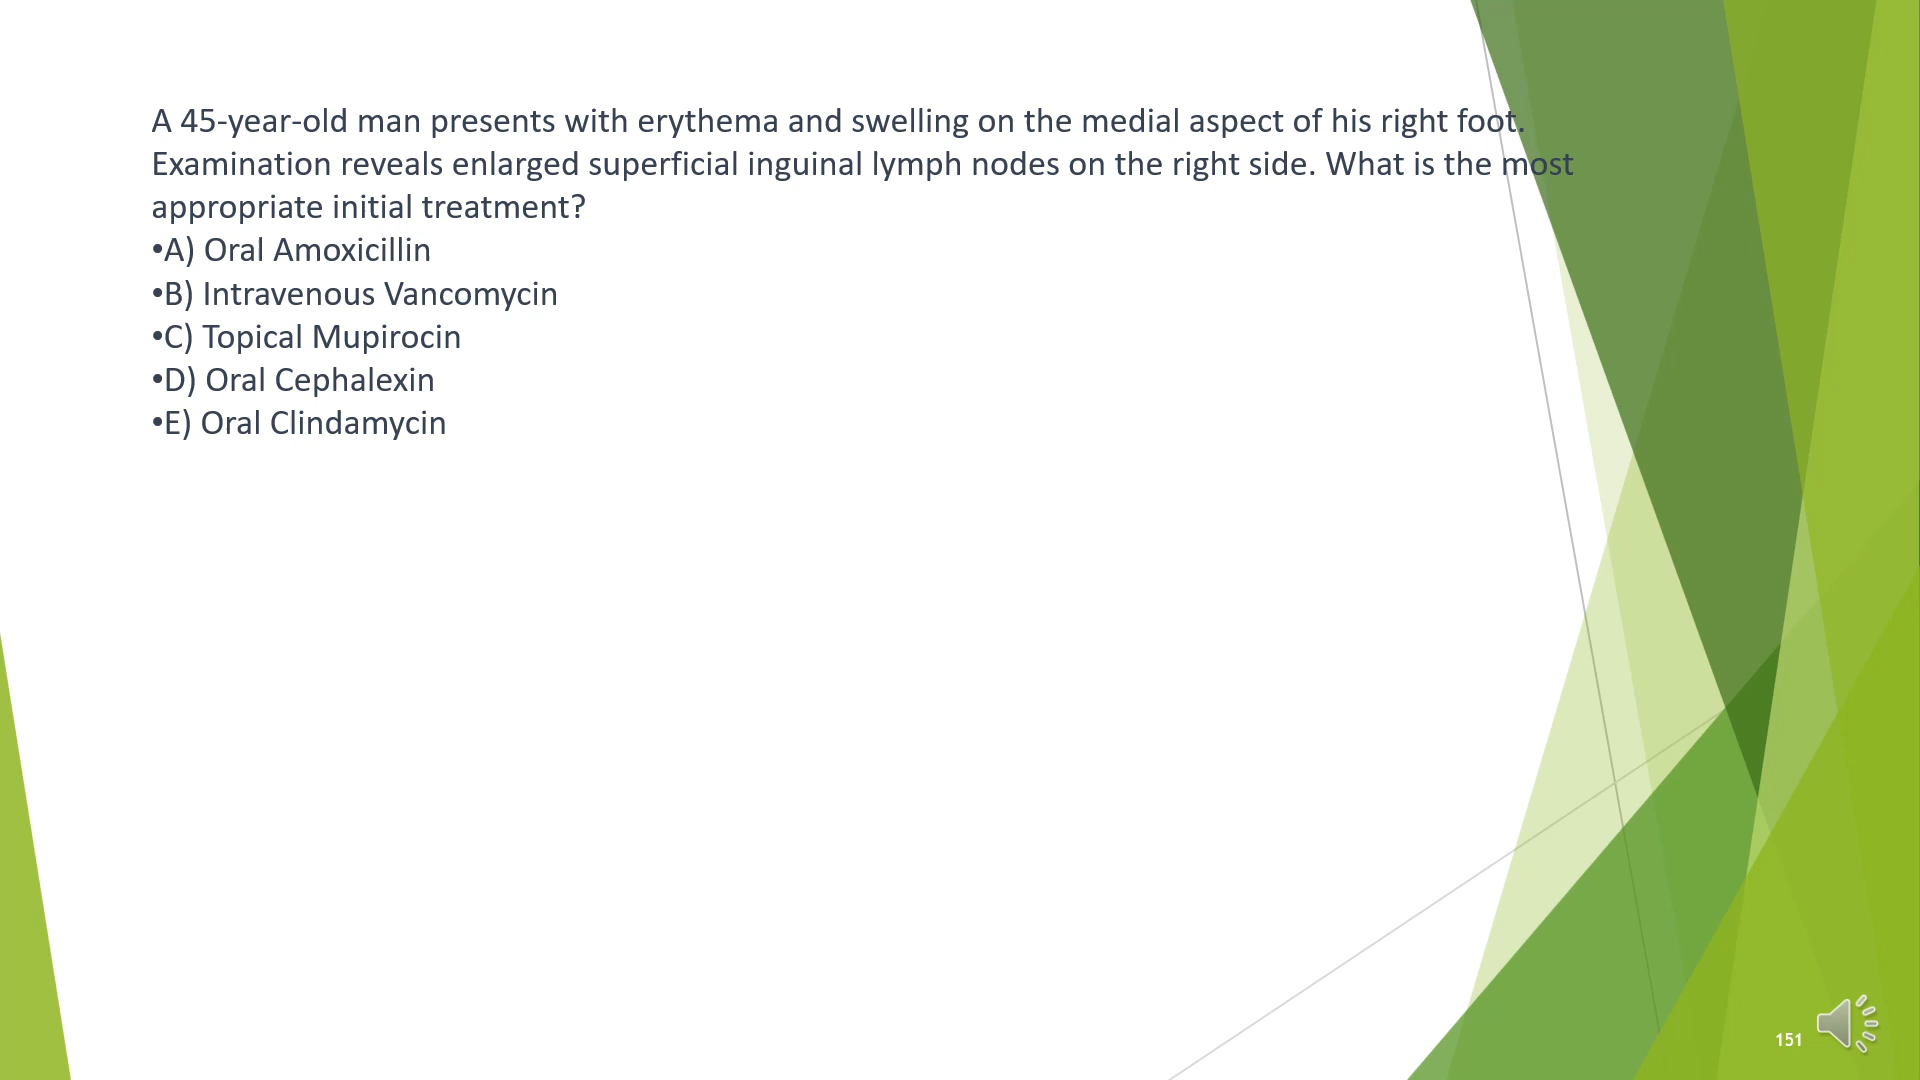 A 45-year-old man presents with erythema and swelling on the medial aspect of his right foot.
Examination reveals enlarged superficial inguinal lymph nodes on the right side. What is the most
appropriate initial treatment?
•A) Oral Amoxicillin
•B) Intravenous Vancomycin
•C) Topical Mupirocin
•D) Oral Cephalexin
•E) Oral Clindamycin
151